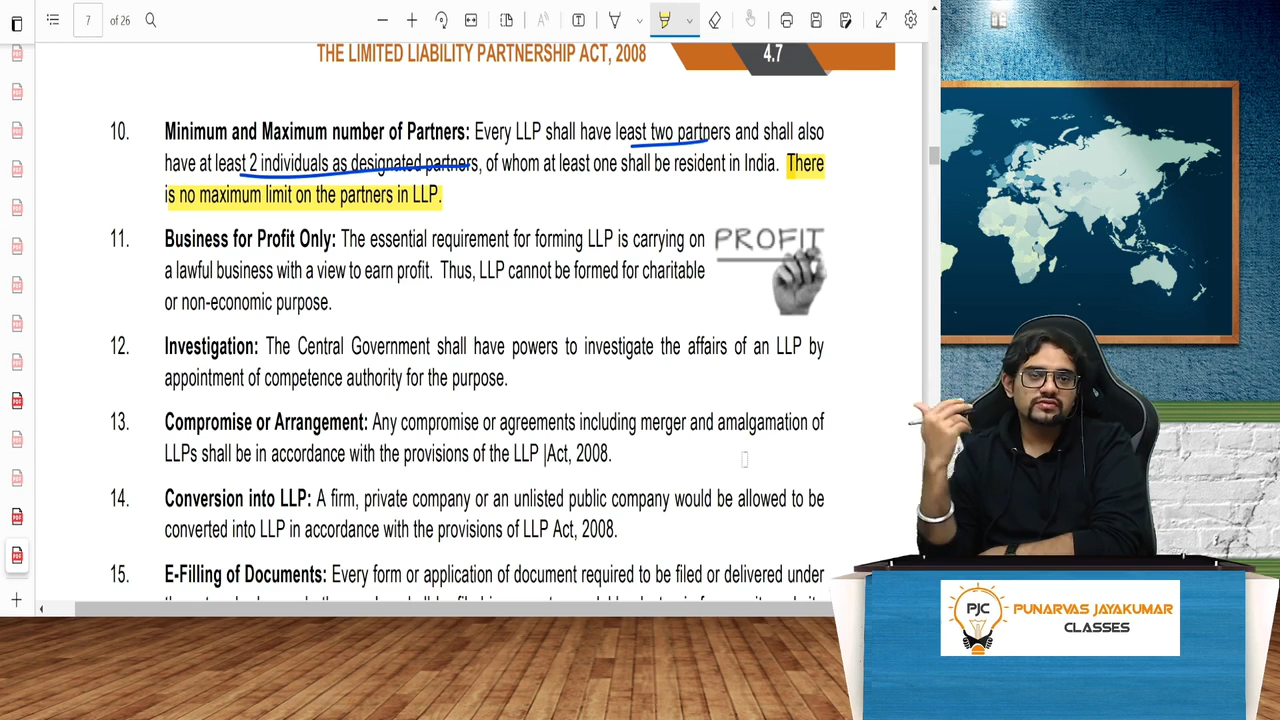 7 of 26
THE LIMITED LIABILITY PARTNERSHIP ACT, 2008
4.7
10. Minimum and Maximum number of Partners: Every LLP shall have least two partners and shall also
have at least 2 individuals as designated partners, of whom at least one shall be resident in India. There
is no maximum limit on the partners in LLP.
11. Business for Profit Only: The essential requirement for forming LLP is carrying on
a lawful business with a view to earn profit. Thus, LLP cannot be formed for charitable
or non-economic purpose.
PROFIT
12. Investigation: The Central Government shall have powers to investigate the affairs of an LLP by
appointment of competence authority for the purpose.
13. Compromise or Arrangement: Any compromise or agreements including merger and amalgamation of
LLPs shall be in accordance with the provisions of the LLP |Act, 2008.
14. Conversion into LLP: A firm, private company or an unlisted public company would be allowed to be
converted into LLP in accordance with the provisions of LLP Act, 2008.
15. E-Filling of Documents: Every form or application of document required to be filed or delivered under
PJC
PUNARVAS JAYAKUMAR
CLASSES